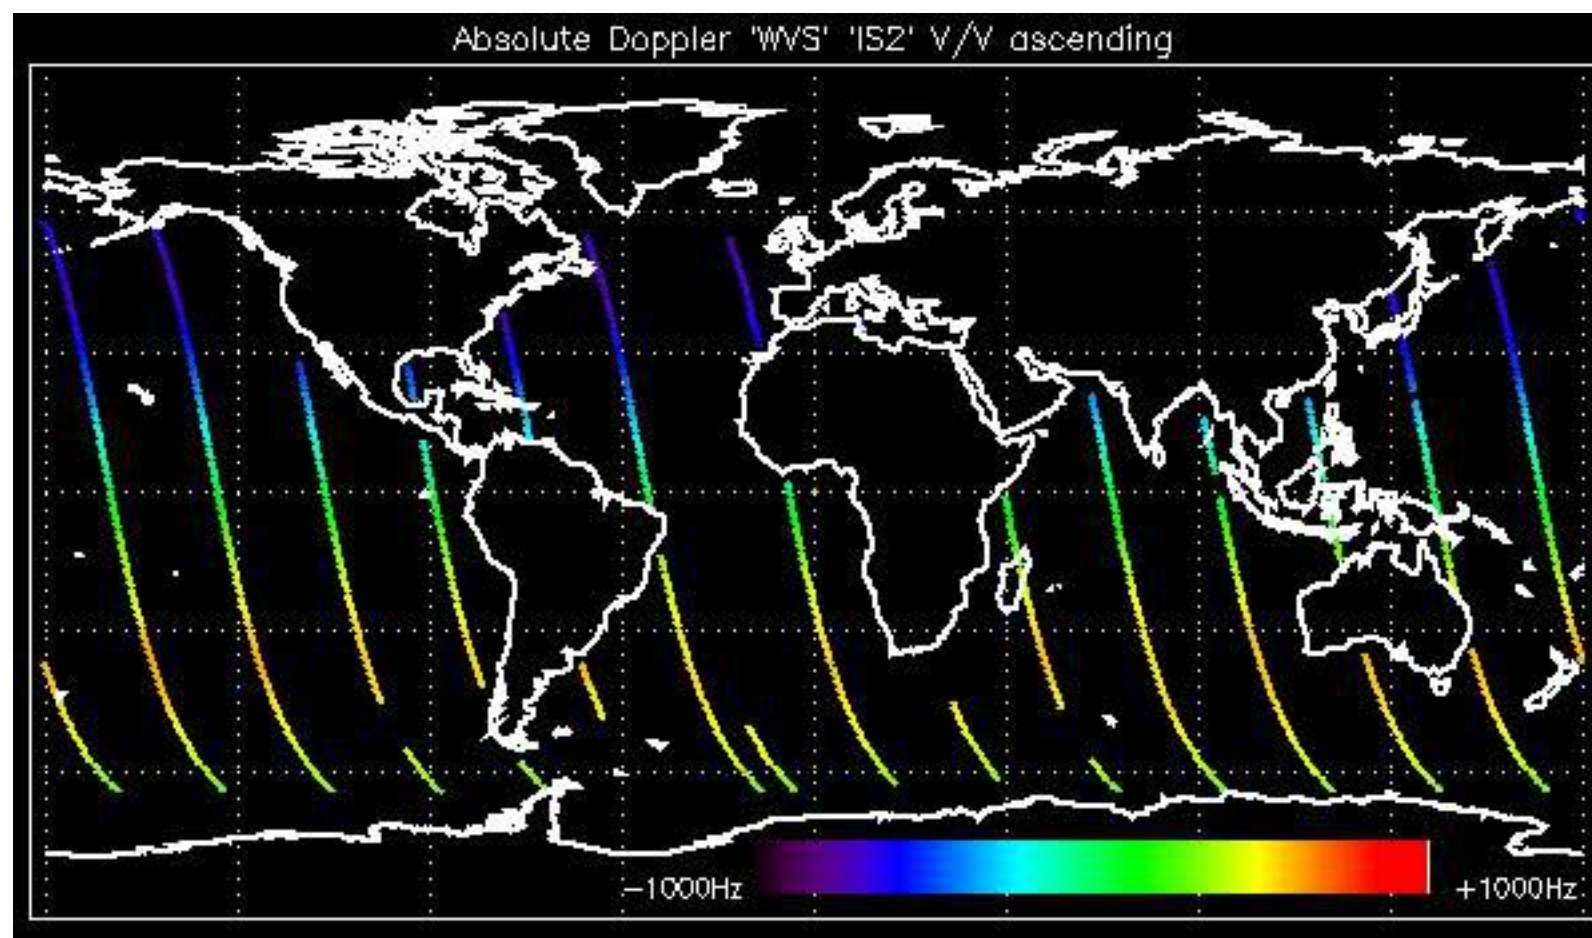 Absolute Doppler 'WVS' 'IS2' V/V ascending
-1000Hz +1000Hz